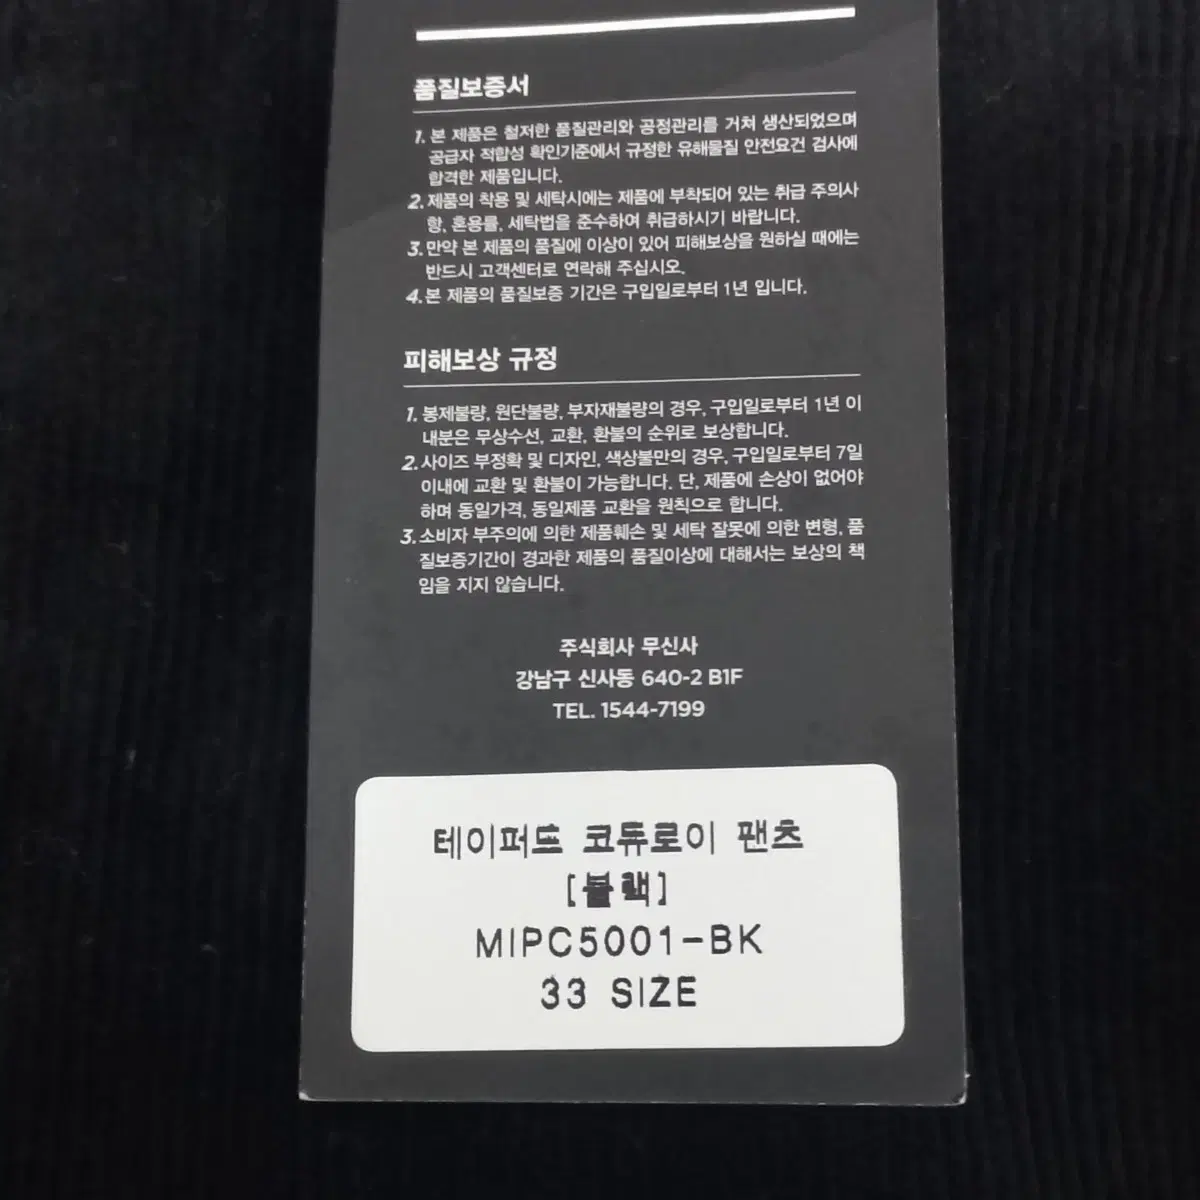 품질보증서
1. 본 제품은 철저한 품질관리와 공정관리를 거쳐 생산되었으며
공급자 적합성 확인기준에서 규정한 유해물질 안전요건 검사에
합격한 제품입니다.
2. 제품의 착용 및 세탁시에는 제품에 부착되어 있는 취급 주의사
항, 혼용률, 세탁법을 준수하여 취급하시기 바랍니다.
3. 만약 본 제품의 품질에 이상이 있어 피해보상을 원하실 때에는
반드시 고객센터로 연락해 주십시오.
4. 본 제품의 품질보증 기간은 구입일로부터 1년 입니다.
피해보상 규정
1. 봉제불량, 원단불량, 부자재불량의 경우, 구입일로부터 1년 이
내분은 무상수선, 교환, 환불의 순위로 보상합니다.
2. 사이즈 부정확 및 디자인, 색상불만의 경우, 구입일로부터 7일
이내에 교환 및 환불이 가능합니다. 단, 제품에 손상이 없어야
하며 동일가격, 동일제품 교환을 원칙으로 합니다.
3. 소비자 부주의에 의한 제품훼손 및 세탁 잘못에 의한 변형, 품
질보증기간이 경과한 제품의 품질이상에 대해서는 보상의 책
임을 지지 않습니다.
주식회사 무신사
강남구 신사동 640-2 B1F
TEL. 1544-7199
테이퍼드 코듀로이 팬츠
[블랙]
MIPC5001-BK
33 SIZE